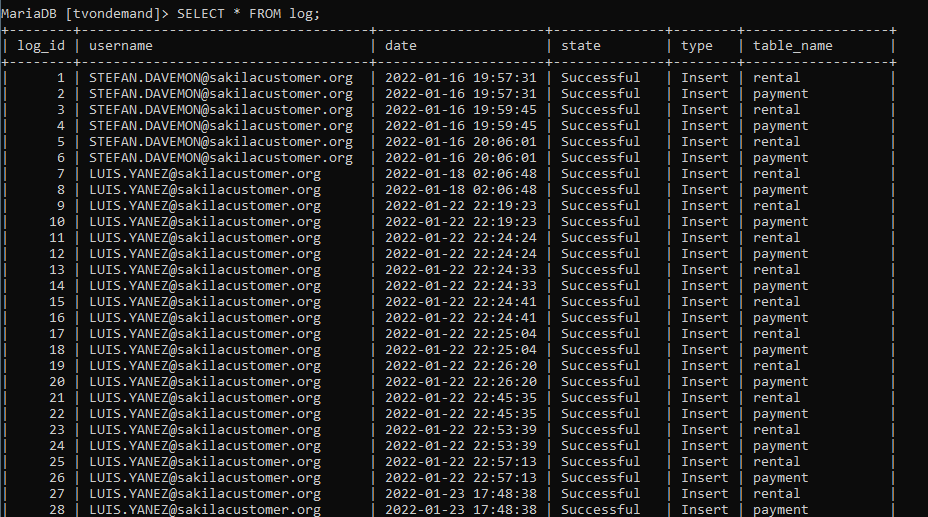 MariaDB [tvondemand]> SELECT * FROM log;
+--------+-----------------------------------+---------------------+------------+--------+------------------+
| log_id | username | date | state | type | table_name |
+--------+-----------------------------------+---------------------+------------+--------+------------------+
| 1 | STEFAN.DAVEMON@sakilacustomer.org | 2022-01-16 19:57:31 | Successful | Insert | rental |
| 2 | STEFAN.DAVEMON@sakilacustomer.org | 2022-01-16 19:57:31 | Successful | Insert | payment |
| 3 | STEFAN.DAVEMON@sakilacustomer.org | 2022-01-16 19:59:45 | Successful | Insert | rental |
| 4 | STEFAN.DAVEMON@sakilacustomer.org | 2022-01-16 19:59:45 | Successful | Insert | payment |
| 5 | STEFAN.DAVEMON@sakilacustomer.org | 2022-01-16 20:06:01 | Successful | Insert | rental |
| 6 | STEFAN.DAVEMON@sakilacustomer.org | 2022-01-16 20:06:01 | Successful | Insert | payment |
| 7 | LUIS.YANEZ@sakilacustomer.org | 2022-01-18 02:06:48 | Successful | Insert | rental |
| 8 | LUIS.YANEZ@sakilacustomer.org | 2022-01-18 02:06:48 | Successful | Insert | payment |
| 9 | LUIS.YANEZ@sakilacustomer.org | 2022-01-22 22:19:23 | Successful | Insert | rental |
| 10 | LUIS.YANEZ@sakilacustomer.org | 2022-01-22 22:19:23 | Successful | Insert | payment |
| 11 | LUIS.YANEZ@sakilacustomer.org | 2022-01-22 22:24:24 | Successful | Insert | rental |
| 12 | LUIS.YANEZ@sakilacustomer.org | 2022-01-22 22:24:24 | Successful | Insert | payment |
| 13 | LUIS.YANEZ@sakilacustomer.org | 2022-01-22 22:24:33 | Successful | Insert | rental |
| 14 | LUIS.YANEZ@sakilacustomer.org | 2022-01-22 22:24:33 | Successful | Insert | payment |
| 15 | LUIS.YANEZ@sakilacustomer.org | 2022-01-22 22:24:41 | Successful | Insert | rental |
| 16 | LUIS.YANEZ@sakilacustomer.org | 2022-01-22 22:24:41 | Successful | Insert | payment |
| 17 | LUIS.YANEZ@sakilacustomer.org | 2022-01-22 22:25:04 | Successful | Insert | rental |
| 18 | LUIS.YANEZ@sakilacustomer.org | 2022-01-22 22:25:04 | Successful | Insert | payment |
| 19 | LUIS.YANEZ@sakilacustomer.org | 2022-01-22 22:26:20 | Successful | Insert | rental |
| 20 | LUIS.YANEZ@sakilacustomer.org | 2022-01-22 22:26:20 | Successful | Insert | payment |
| 21 | LUIS.YANEZ@sakilacustomer.org | 2022-01-22 22:45:35 | Successful | Insert | rental |
| 22 | LUIS.YANEZ@sakilacustomer.org | 2022-01-22 22:45:35 | Successful | Insert | payment |
| 23 | LUIS.YANEZ@sakilacustomer.org | 2022-01-22 22:53:39 | Successful | Insert | rental |
| 24 | LUIS.YANEZ@sakilacustomer.org | 2022-01-22 22:53:39 | Successful | Insert | payment |
| 25 | LUIS.YANEZ@sakilacustomer.org | 2022-01-22 22:57:13 | Successful | Insert | rental |
| 26 | LUIS.YANEZ@sakilacustomer.org | 2022-01-22 22:57:13 | Successful | Insert | payment |
| 27 | LUIS.YANEZ@sakilacustomer.org | 2022-01-23 17:48:38 | Successful | Insert | rental |
| 28 | LUIS.YANEZ@sakilacustomer.org | 2022-01-23 17:48:38 | Successful | Insert | payment |